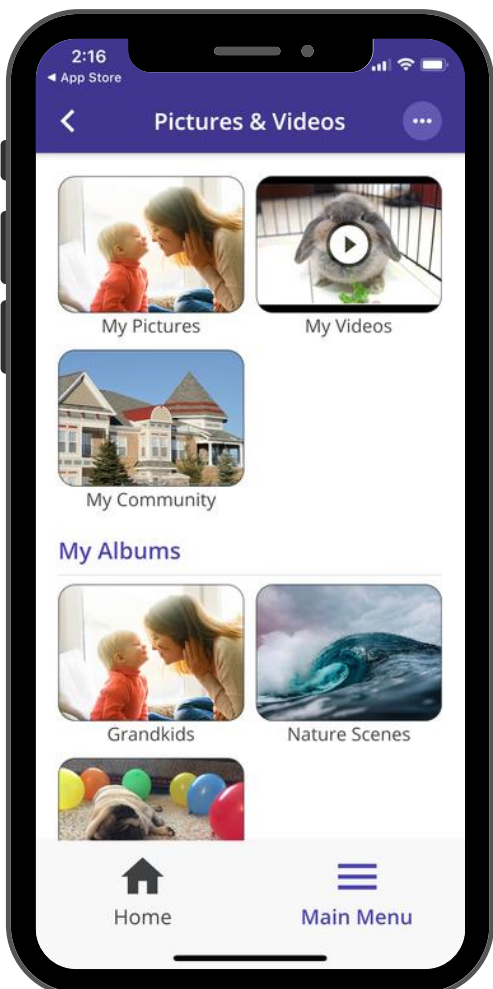 2:16
◀ App Store
Pictures & Videos
My Pictures
My Videos
My Community
My Albums
Grandkids
Nature Scenes
Home
Main Menu